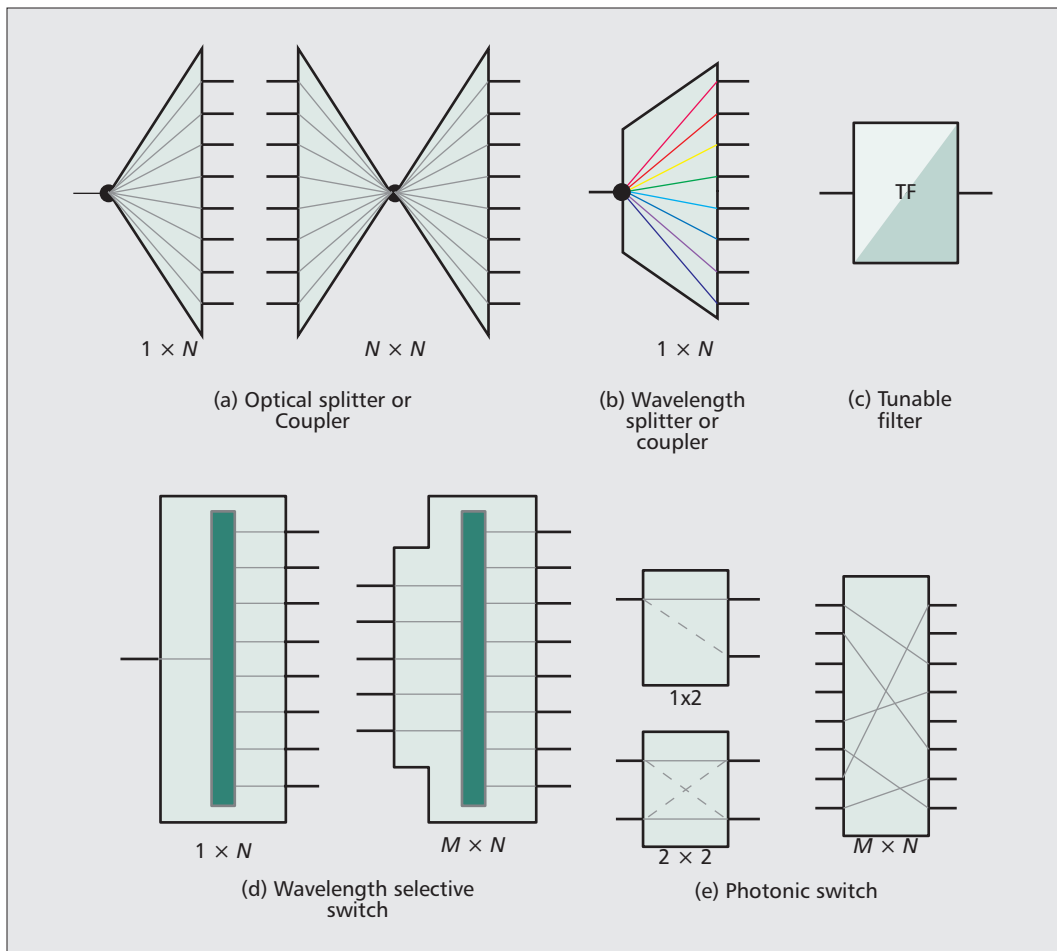 1 × N
N × N
(a) Optical splitter or
Coupler
1 × N
(b) Wavelength
splitter or
coupler
TF
(c) Tunable
filter
1 × N
M × N
(d) Wavelength selective
switch
1x2
2 × 2
M × N
(e) Photonic switch